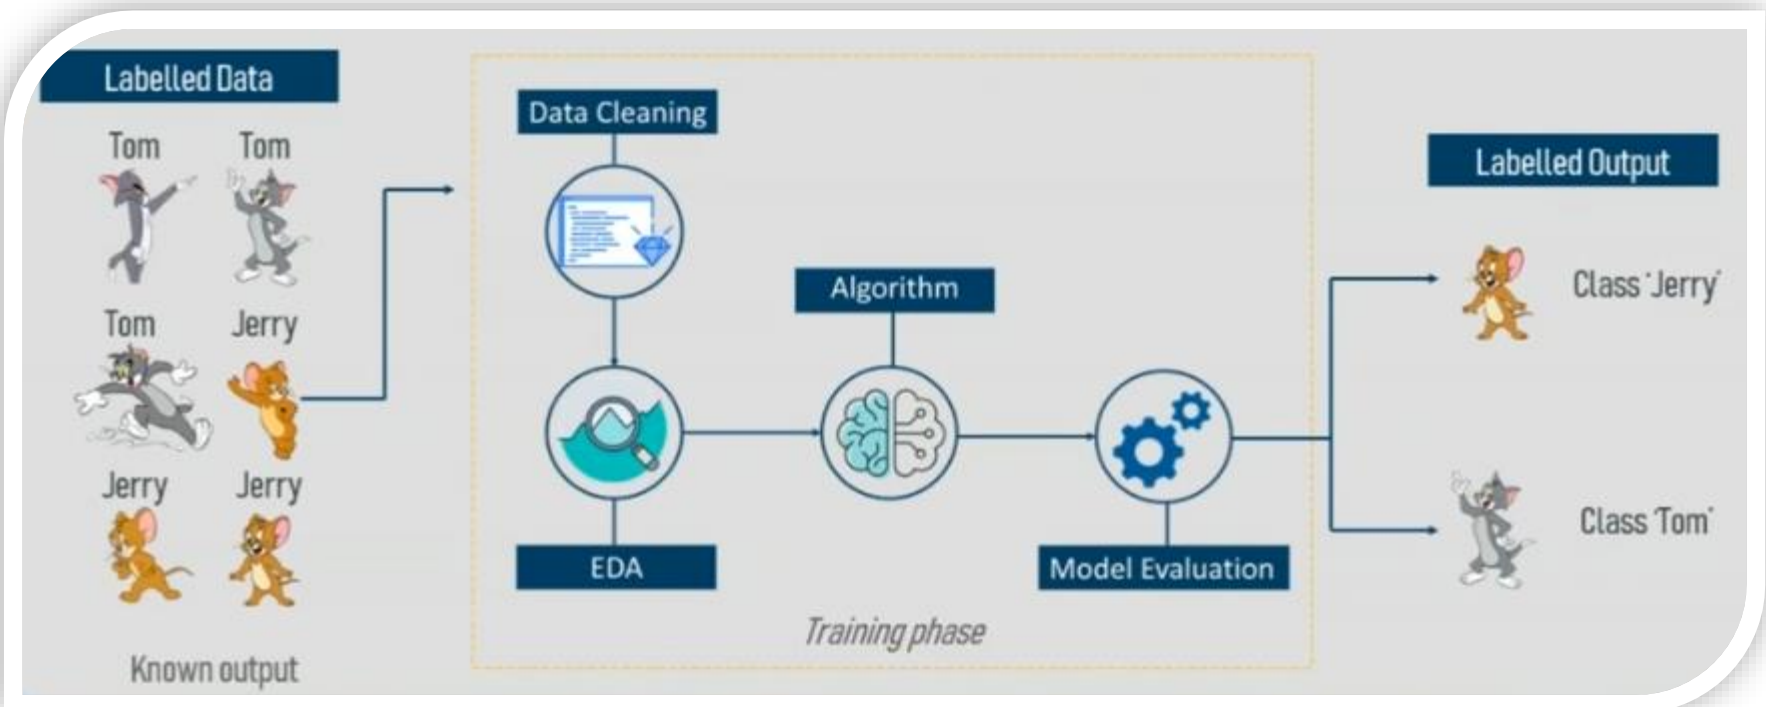 Labelled Data
Tom
Tom
Tom
Jerry
Jerry
Jerry
Known output
Data Cleaning
EDA
Algorithm
Model Evaluation
Training phase
Labelled Output
Class 'Jerry'
Class 'Tom'